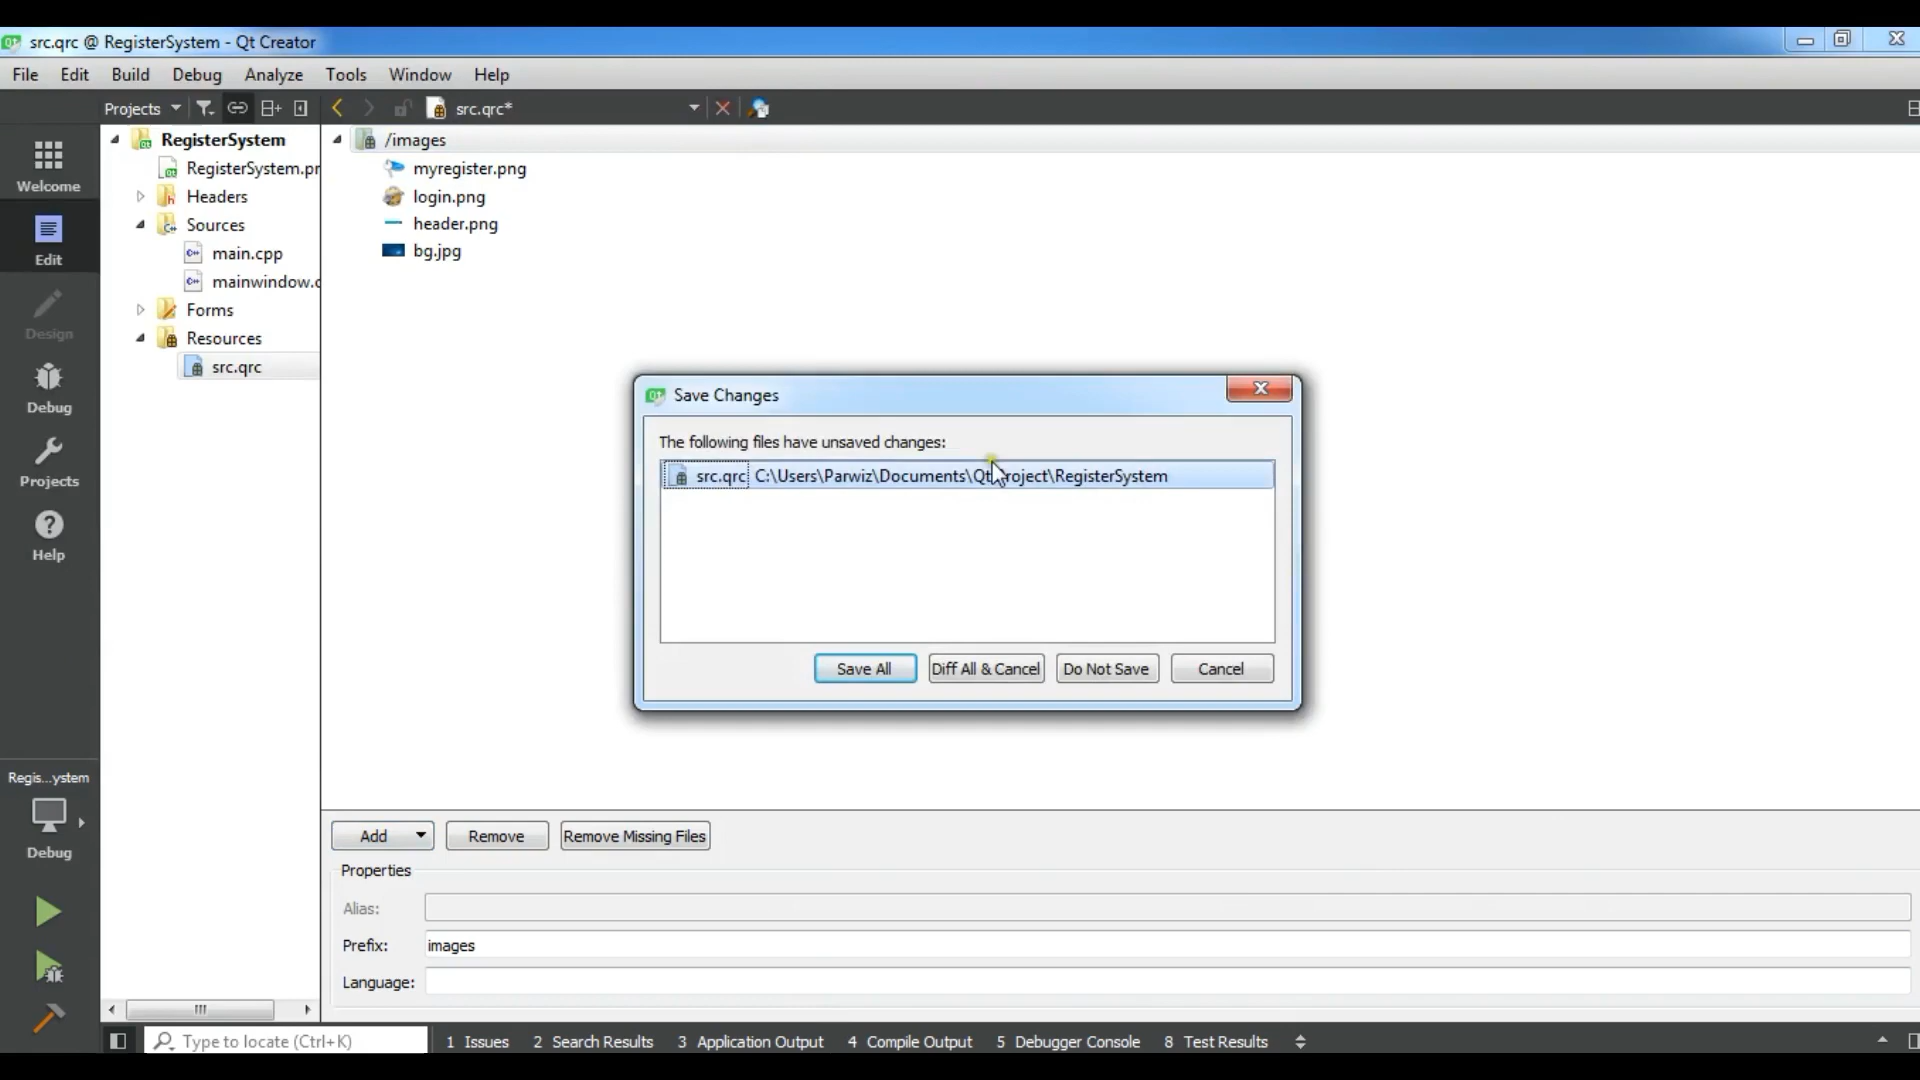 src.qrc @ RegisterSystem - Qt Creator
File Edit Build Debug Analyze Tools Window Help
Projects src.qrc*
Welcome
Edit
Design
Debug
Projects
Help
Regis...ystem
Debug
RegisterSystem
RegisterSystem.pr
Headers
Sources
main.cpp
mainwindow.c
Forms
Resources
src.qrc
/images
myregister.png
login.png
header.png
bg.jpg
Save Changes
The following files have unsaved changes:
src.qrc C:\Users\Parwiz\Documents\QtProject\RegisterSystem
Save All Diff All & Cancel Do Not Save Cancel
Add Remove Remove Missing Files
Properties
Alias:
Prefix: images
Language:
Type to locate (Ctrl+K) 1 Issues 2 Search Results 3 Application Output 4 Compile Output 5 Debugger Console 8 Test Results